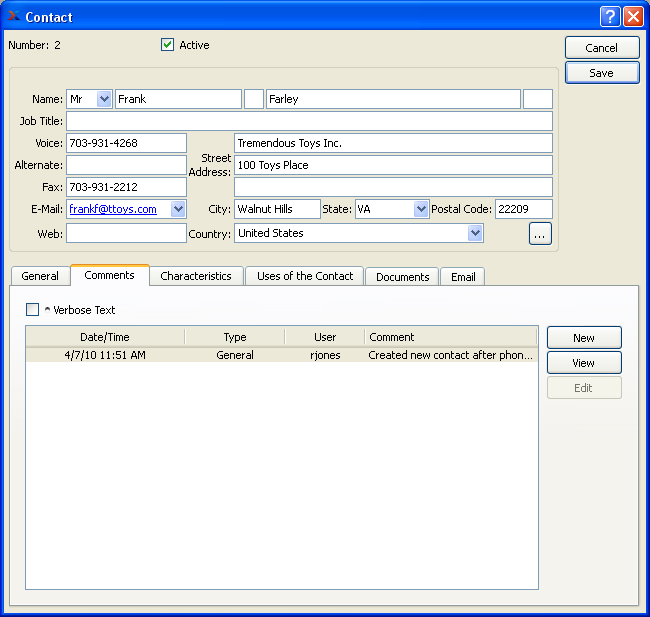 Contact
Number: 2 Active Cancel
Save
Name: Mr Frank Farley
Job Title:
Voice: 703-931-4268 Tremendous Toys Inc.
Alternate: Street Address: 100 Toys Place
Fax: 703-931-2212
E-Mail: frankf@ttoys.com City: Walnut Hills State: VA Postal Code: 22209
Web: Country: United States ...
General Comments Characteristics Uses of the Contact Documents Email
^ Verbose Text
Date/Time Type User Comment New
4/7/10 11:51 AM General rjones Created new contact after phon... View
Edit